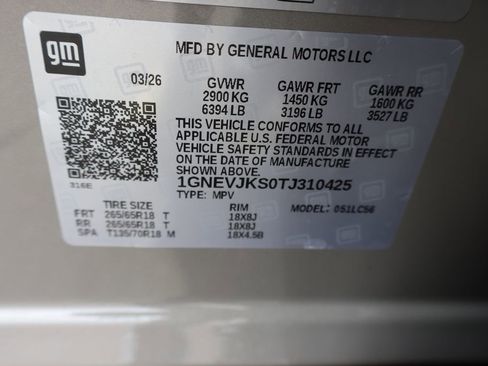 gm
MFD BY GENERAL MOTORS LLC
03/26 GVWR GAWR FRT GAWR RR
2900 KG 1450 KG 1600 KG
6394 LB 3196 LB 3527 LB
THIS VEHICLE CONFORMS TO ALL
APPLICABLE U.S. FEDERAL MOTOR
VEHICLE SAFETY STANDARDS IN EFFECT
ON THE DATE OF MANUFACTURE
SHOWN ABOVE.
316E
1GNEVJKS0TJ310425
TYPE: MPV MODEL: 051LC56
TIRE SIZE RIM
FRT 265/65R18 T 18X8J
RR 265/65R18 T 18X8J
SPA T135/70R18 M 18X4.5B